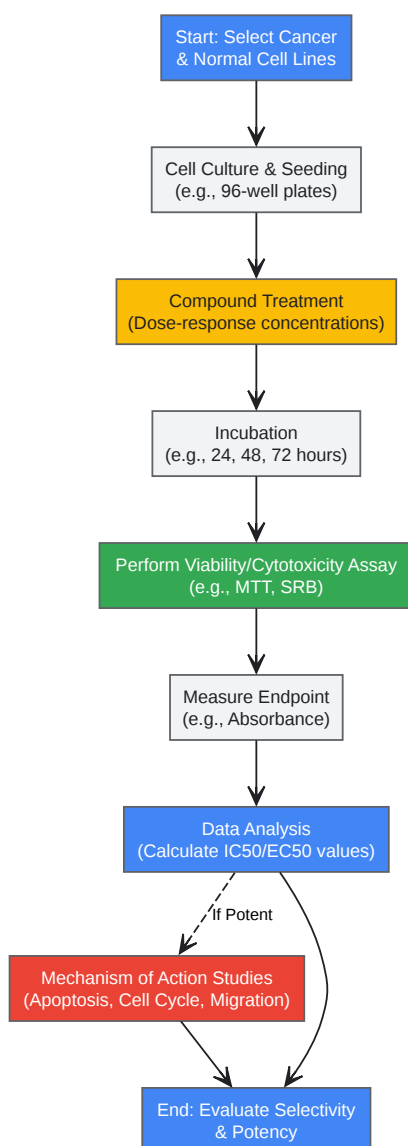 Start: Select Cancer
& Normal Cell Lines
Cell Culture & Seeding
(e.g., 96-well plates)
Compound Treatment
(Dose-response concentrations)
Incubation
(e.g., 24, 48, 72 hours)
Perform Viability/Cytotoxicity Assay
(e.g., MTT, SRB)
Measure Endpoint
(e.g., Absorbance)
Data Analysis
(Calculate IC50/EC50 values)
If Potent
Mechanism of Action Studies
(Apoptosis, Cell Cycle, Migration)
End: Evaluate Selectivity
& Potency